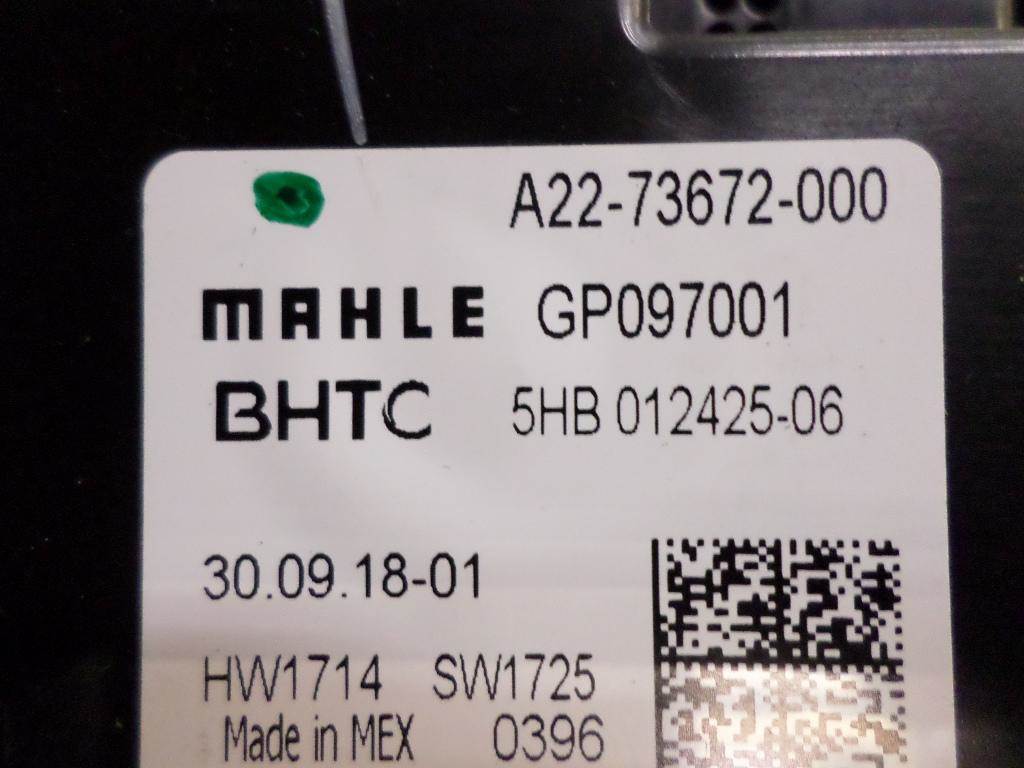 A22-73672-000
MAHLE GP097001
BHTC 5HB 012425-06
30.09.18-01
HW1714 SW1725
Made in MEX 0396